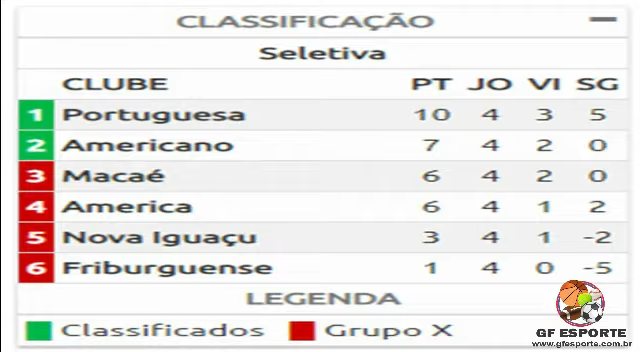 CLASSIFICAÇÃO
Seletiva
CLUBE PT JO VI SG
1 Portuguesa 10 4 3 5
2 Americano 7 4 2 0
3 Macaé 6 4 2 0
4 America 6 4 1 2
5 Nova Iguaçu 3 4 1 -2
6 Friburguense 1 4 0 -5
LEGENDA
Classificados Grupo X
GF ESPORTE
www.gfesporte.com.br